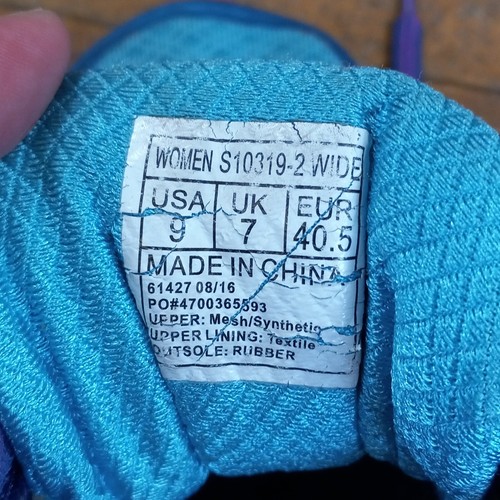 WOMEN S10319-2 WIDE
USA UK EUR
9 7 40.5
MADE IN CHINA
61427 08/16
PO#4700365593
UPPER: Mesh/Synthetic
UPPER LINING: Textile
OUTSOLE: RUBBER